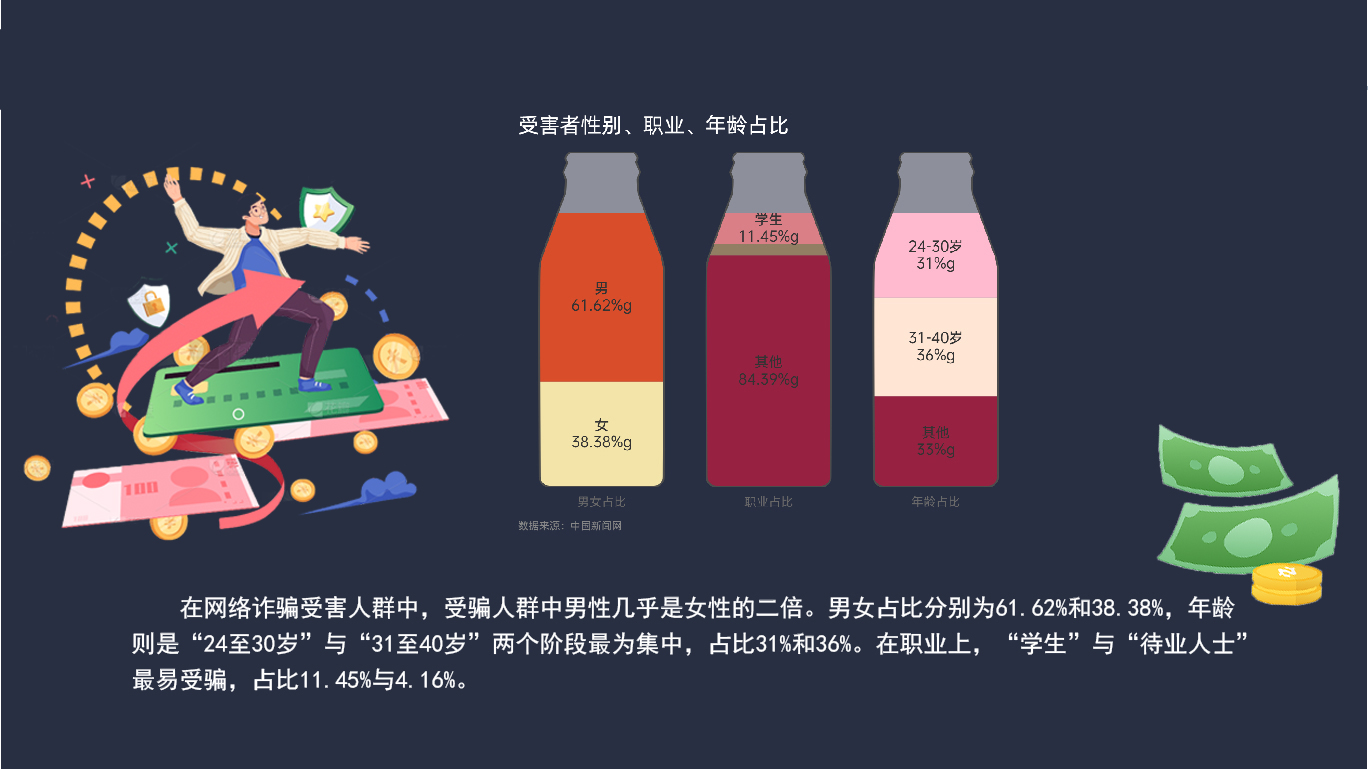 受害者性别、职业、年龄占比
男
61.62%g
女
38.38%g
男女占比
学生
11.45%g
其他
84.39%g
职业占比
24-30岁
31%g
31-40岁
36%g
其他
33%g
年龄占比
数据来源：中国新闻网
100
在网络诈骗受害人群中，受骗人群中男性几乎是女性的二倍。男女占比分别为61.62%和38.38%，年龄
则是“24至30岁”与“31至40岁”两个阶段最为集中，占比31%和36%。在职业上，“学生”与“待业人士”
最易受骗，占比11.45%与4.16%。